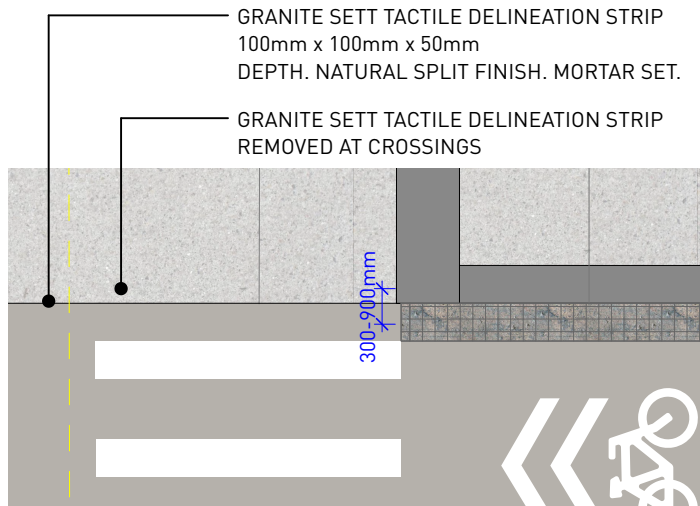 GRANITE SETT TACTILE DELINEATION STRIP
100mm x 100mm x 50mm
DEPTH. NATURAL SPLIT FINISH. MORTAR SET.
GRANITE SETT TACTILE DELINEATION STRIP
REMOVED AT CROSSINGS
300-900mm